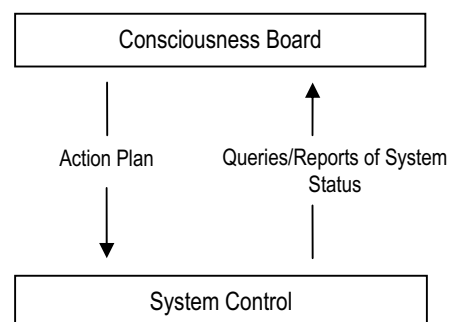 Consciousness Board
Action Plan
Queries/Reports of System
Status
System Control